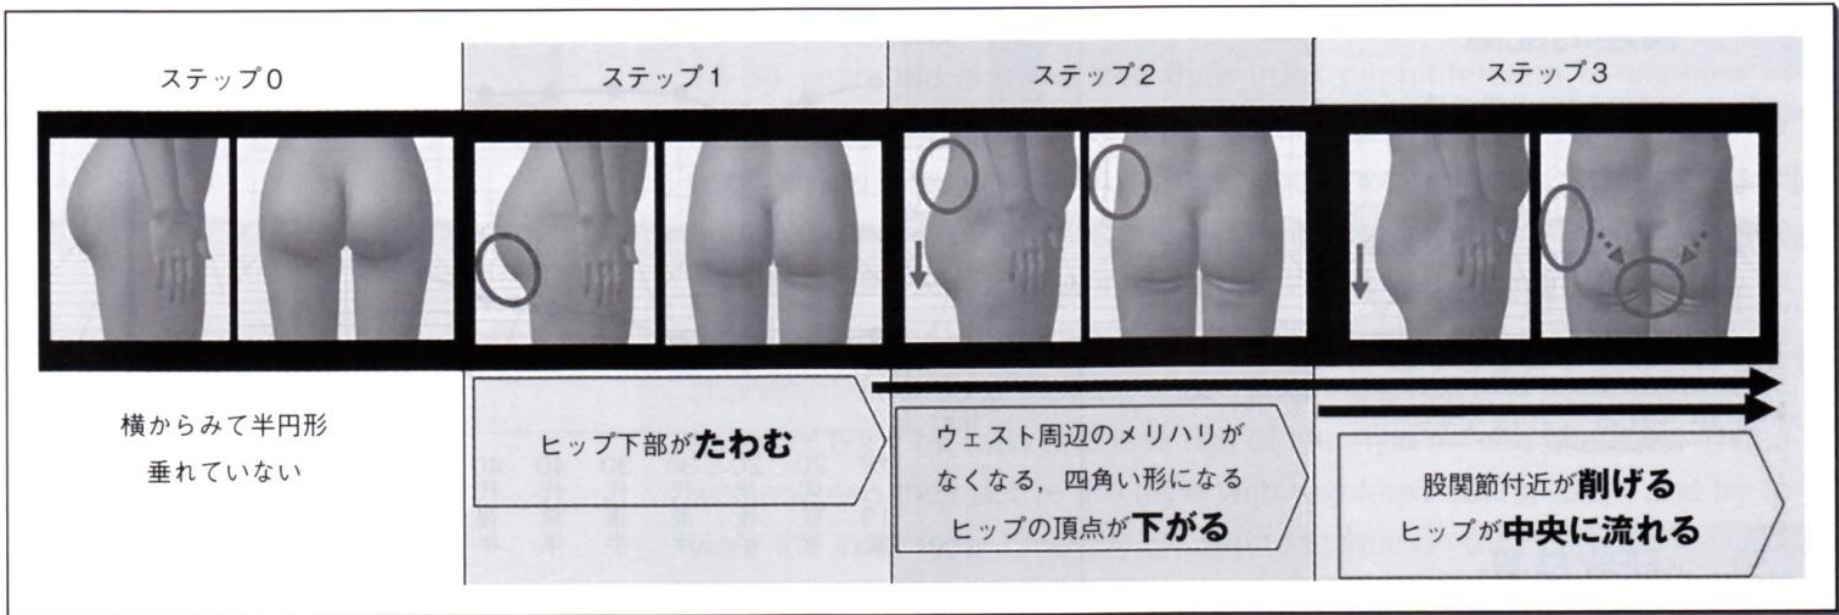 ステップ0
ステップ1
ステップ2
ステップ3
横からみて半円形
垂れていない
ヒップ下部がたわむ
ウェスト周辺のメリハリが
なくなる，四角い形になる
ヒップの頂点が下がる
股関節付近が削げる
ヒップが中央に流れる